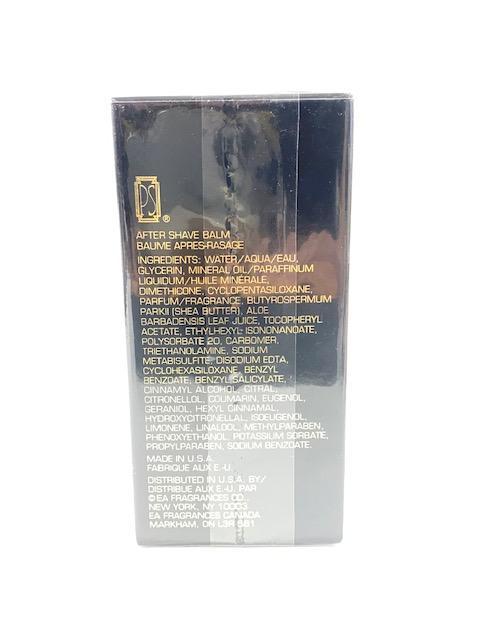 PS
®
AFTER SHAVE BALM
BAUME APRES-RASAGE
INGREDIENTS: WATER/AQUA/EAU,
GLYCERIN, MINERAL OIL/PARAFFINUM
LIQUIDUM/HUILE MINÉRALE,
DIMETHICONE, CYCLOPENTASILOXANE,
PARFUM/FRAGRANCE, BUTYROSPERMUM
PARKII (SHEA BUTTER), ALOE
BARBADENSIS LEAF JUICE, TOCOPHERYL
ACETATE, ETHYLHEXYL ISONONANOATE,
POLYSORBATE 20, CARBOMER,
TRIETHANOLAMINE, SODIUM
METABISULFITE, DISODIUM EDTA,
CYCLOHEXASILOXANE, BENZYL
BENZOATE, BENZYL SALICYLATE,
CINNAMYL ALCOHOL, CITRAL,
CITRONELLOL, COUMARIN, EUGENOL,
GERANIOL, HEXYL CINNAMAL,
HYDROXYCITRONELLAL, ISOEUGENOL,
LIMONENE, LINALOOL, METHYLPARABEN,
PHENOXYETHANOL, POTASSIUM SORBATE,
PROPYLPARABEN, SODIUM BENZOATE.
MADE IN U.S.A.
FABRIQUE AUX E.-U.
DISTRIBUTED IN U.S.A. BY/
DISTRIBUE AUX E.-U. PAR
© EA FRAGRANCES CO.,
NEW YORK, NY 10003
EA FRAGRANCES CANADA
MARKHAM, ON L3R 5B1